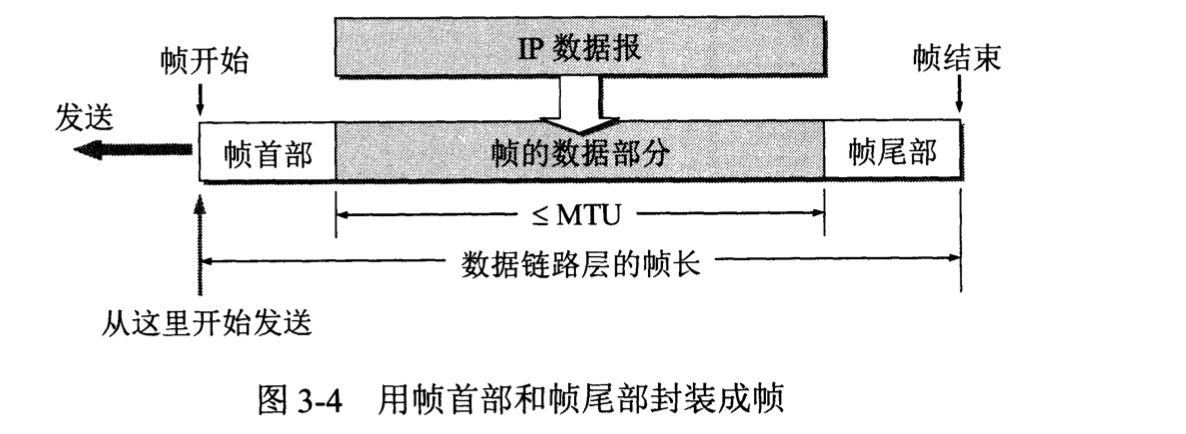 IP 数据报
帧开始
帧结束
发送
帧首部
帧的数据部分
帧尾部
≤ MTU
数据链路层的帧长
从这里开始发送
图 3-4 用帧首部和帧尾部封装成帧